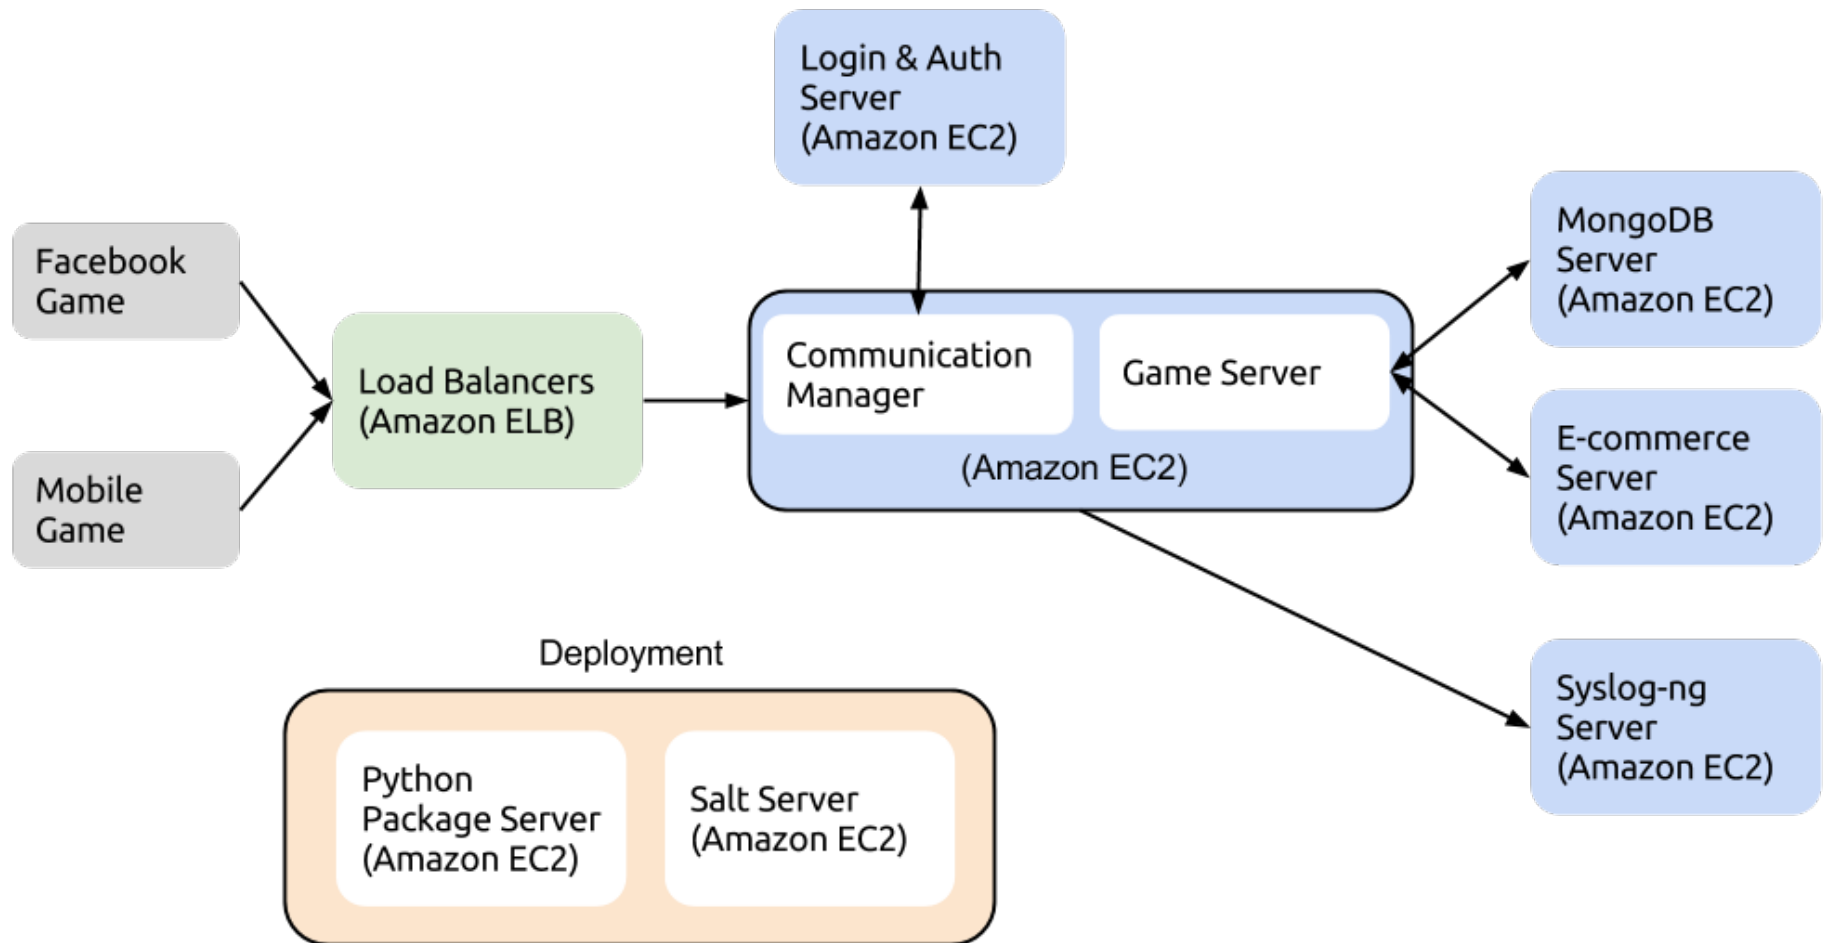 Login & Auth
Server
(Amazon EC2)
Facebook
Game
Mobile
Game
Load Balancers
(Amazon ELB)
Communication
Manager
Game Server
(Amazon EC2)
MongoDB
Server
(Amazon EC2)
E-commerce
Server
(Amazon EC2)
Syslog-ng
Server
(Amazon EC2)
Deployment
Python
Package Server
(Amazon EC2)
Salt Server
(Amazon EC2)